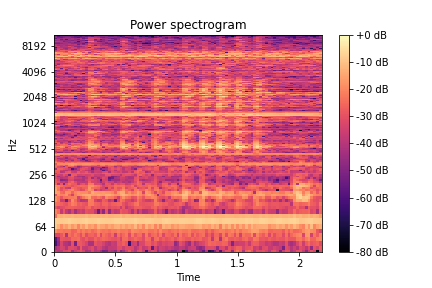 Power spectrogram
Hz
8192
4096
2048
1024
512
256
128
64
0
0 0.5 1 1.5 2
Time
+0 dB
-10 dB
-20 dB
-30 dB
-40 dB
-50 dB
-60 dB
-70 dB
-80 dB